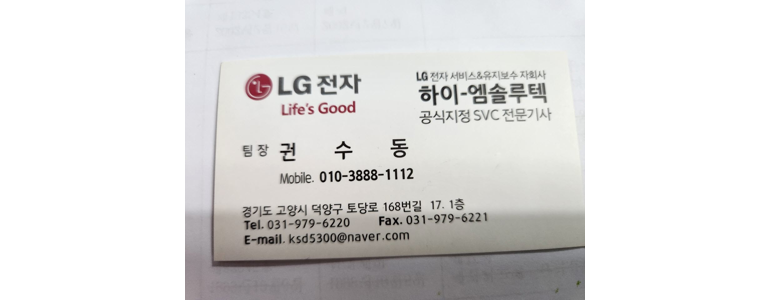 LG 전자
Life's Good
LG 전자 서비스&유지보수 자회사
하이-엠솔루텍
공식지정 SVC 전문기사
팀 장 권 수 동
Mobile. 010-3888-1112
경기도 고양시 덕양구 토당로 168번길 17. 1층
Tel. 031-979-6220 Fax. 031-979-6221
E-mail. ksd5300@naver.com